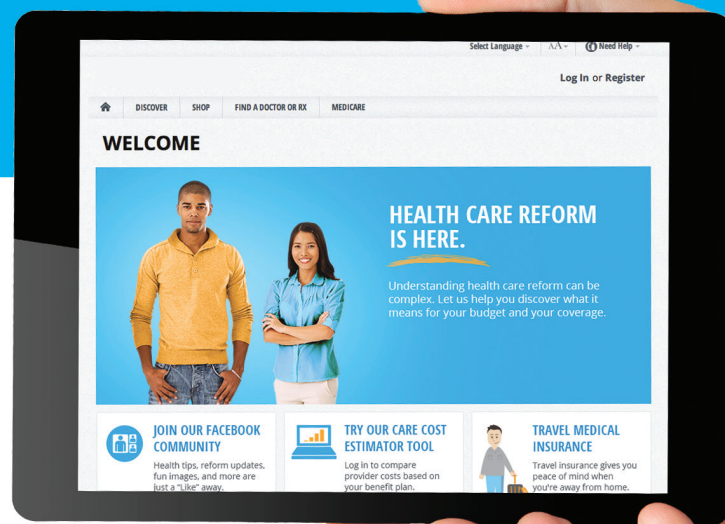 Select Language
AA
Need Help
Log In or Register
DISCOVER SHOP FIND A DOCTOR OR RX MEDICARE
WELCOME
HEALTH CARE REFORM
IS HERE.
Understanding health care reform can be
complex. Let us help you discover what it
means for your budget and your coverage.
JOIN OUR FACEBOOK
COMMUNITY
Health tips, reform updates,
fun images, and more are
just a "Like" away.
TRY OUR CARE COST
ESTIMATOR TOOL
Log in to compare
provider costs based on
your benefit plan.
TRAVEL MEDICAL
INSURANCE
Travel insurance gives you
peace of mind when
you're away from home.